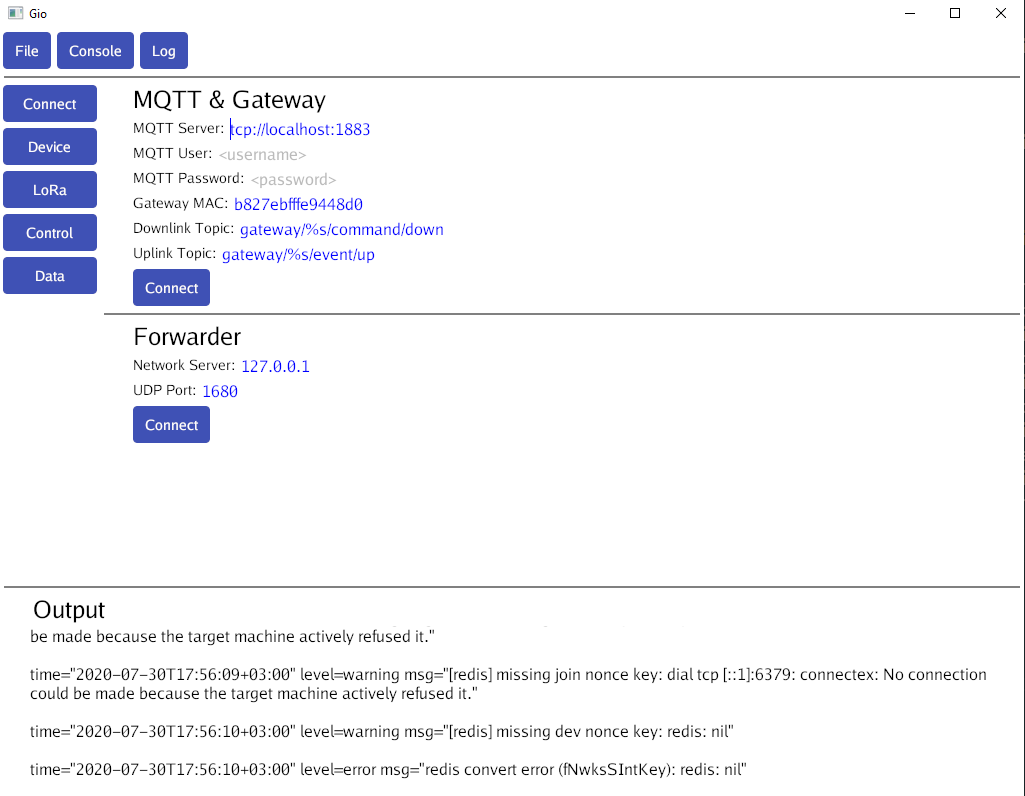 Gio
File Console Log
Connect
Device
LoRa
Control
Data
MQTT & Gateway
MQTT Server: tcp://localhost:1883
MQTT User: <username>
MQTT Password: <password>
Gateway MAC: b827ebfffe9448d0
Downlink Topic: gateway/%s/command/down
Uplink Topic: gateway/%s/event/up
Connect
Forwarder
Network Server: 127.0.0.1
UDP Port: 1680
Connect
Output
be made because the target machine actively refused it."
time="2020-07-30T17:56:09+03:00" level=warning msg="[redis] missing join nonce key: dial tcp [::1]:6379: connectex: No connection
could be made because the target machine actively refused it."
time="2020-07-30T17:56:10+03:00" level=warning msg="[redis] missing dev nonce key: redis: nil"
time="2020-07-30T17:56:10+03:00" level=error msg="redis convert error (fNwksSIntKey): redis: nil"